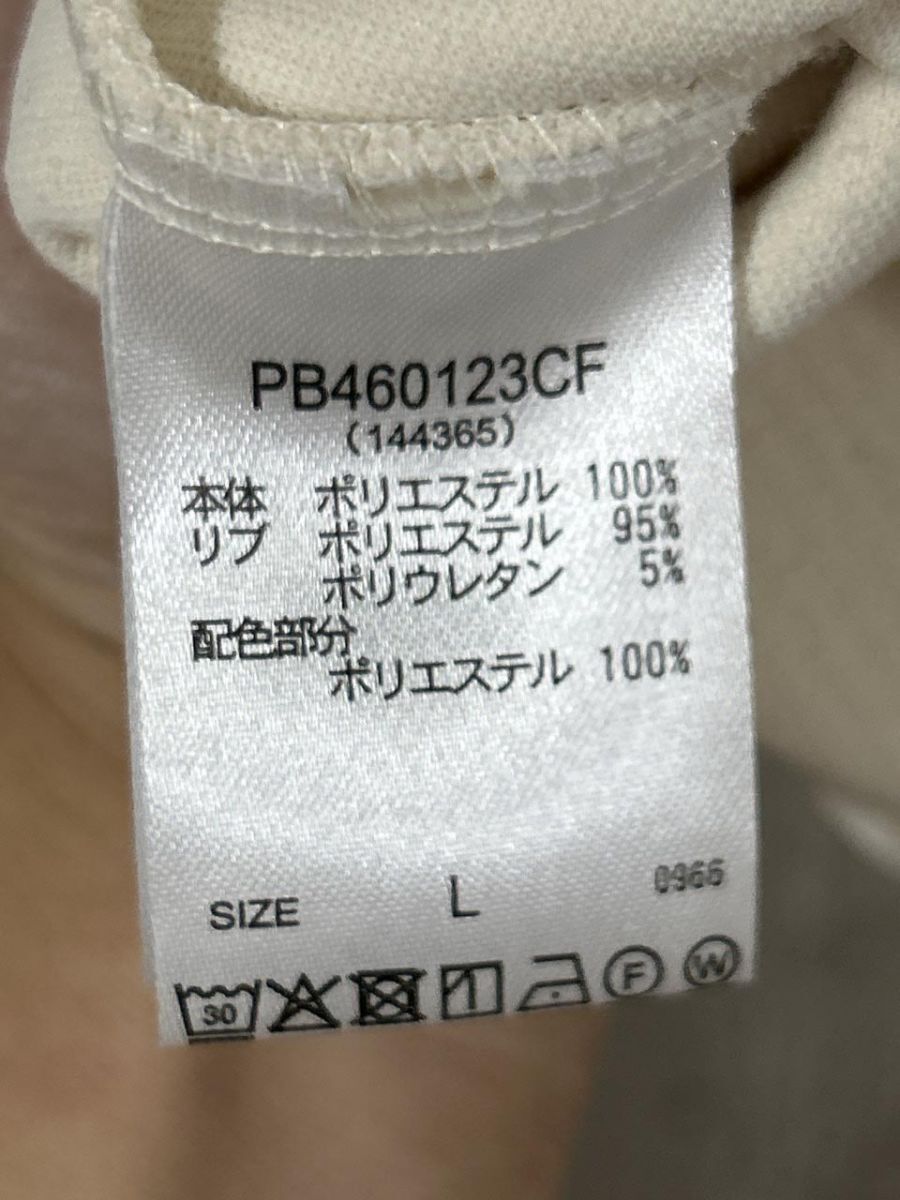 PB460123CF
(144365)
本体 ポリエステル 100%
リブ ポリエステル 95%
ポリウレタン 5%
配色部分
ポリエステル 100%
SIZE L 0966
30 F W